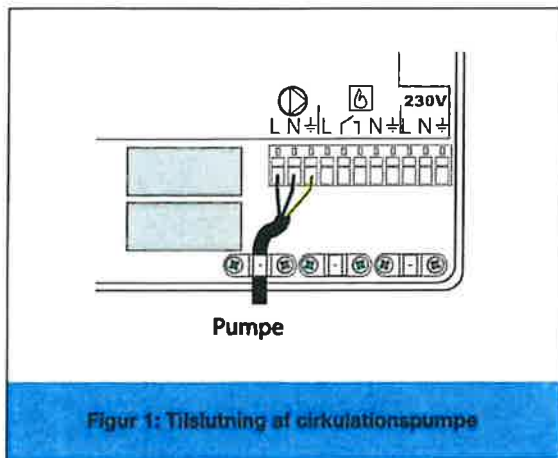 230V
L N ⏚ L N ⏚ L N ⏚
Pumpe
Figur 1: Tilslutning af cirkulationspumpe